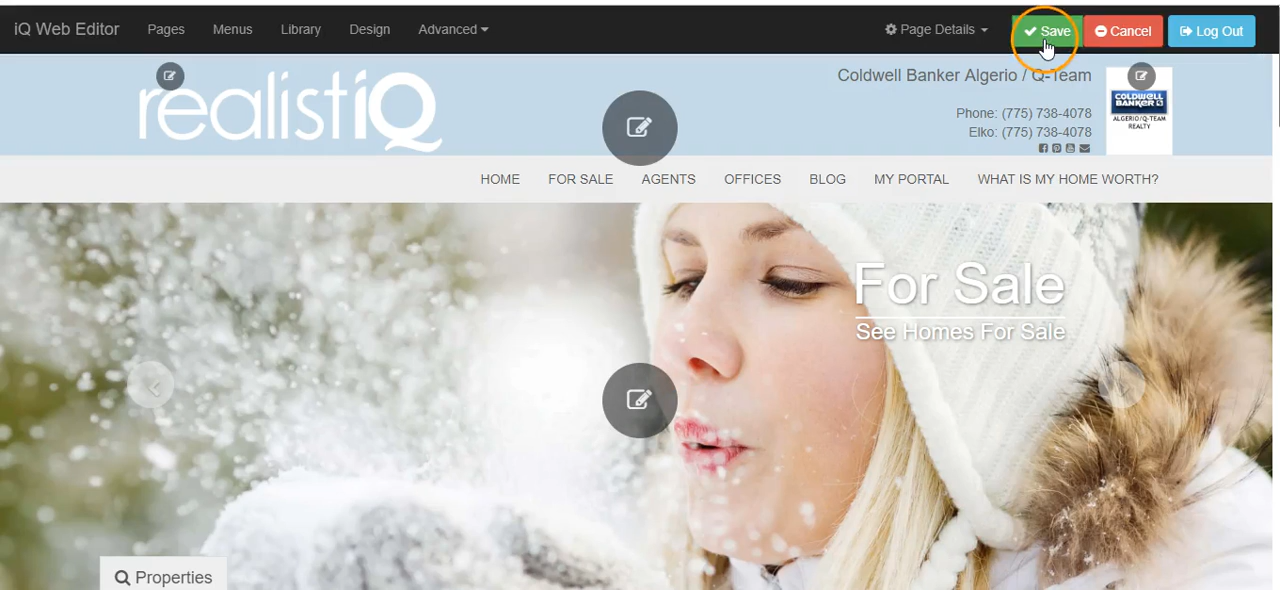 iQ Web Editor Pages Menus Library Design Advanced Page Details Save Cancel Log Out
realistiQ
Coldwell Banker Algerio / Q-Team
Phone: (775) 738-4078
Elko: (775) 738-4078
COLDWELL
BANKER
ALGERIO/Q-TEAM
REALTY
HOME FOR SALE AGENTS OFFICES BLOG MY PORTAL WHAT IS MY HOME WORTH?
For Sale
See Homes For Sale
Properties